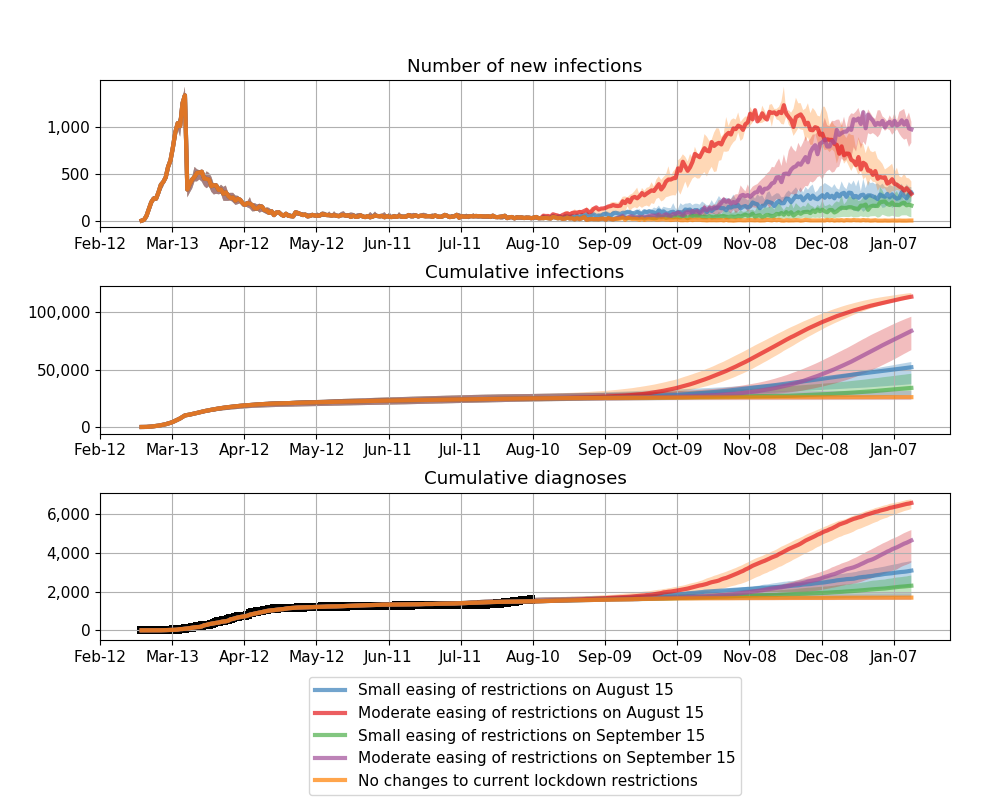 Number of new infections
1,000
500
0
Feb-12 Mar-13 Apr-12 May-12 Jun-11 Jul-11 Aug-10 Sep-09 Oct-09 Nov-08 Dec-08 Jan-07
Cumulative infections
100,000
50,000
0
Feb-12 Mar-13 Apr-12 May-12 Jun-11 Jul-11 Aug-10 Sep-09 Oct-09 Nov-08 Dec-08 Jan-07
Cumulative diagnoses
6,000
4,000
2,000
0
Feb-12 Mar-13 Apr-12 May-12 Jun-11 Jul-11 Aug-10 Sep-09 Oct-09 Nov-08 Dec-08 Jan-07
Small easing of restrictions on August 15
Moderate easing of restrictions on August 15
Small easing of restrictions on September 15
Moderate easing of restrictions on September 15
No changes to current lockdown restrictions